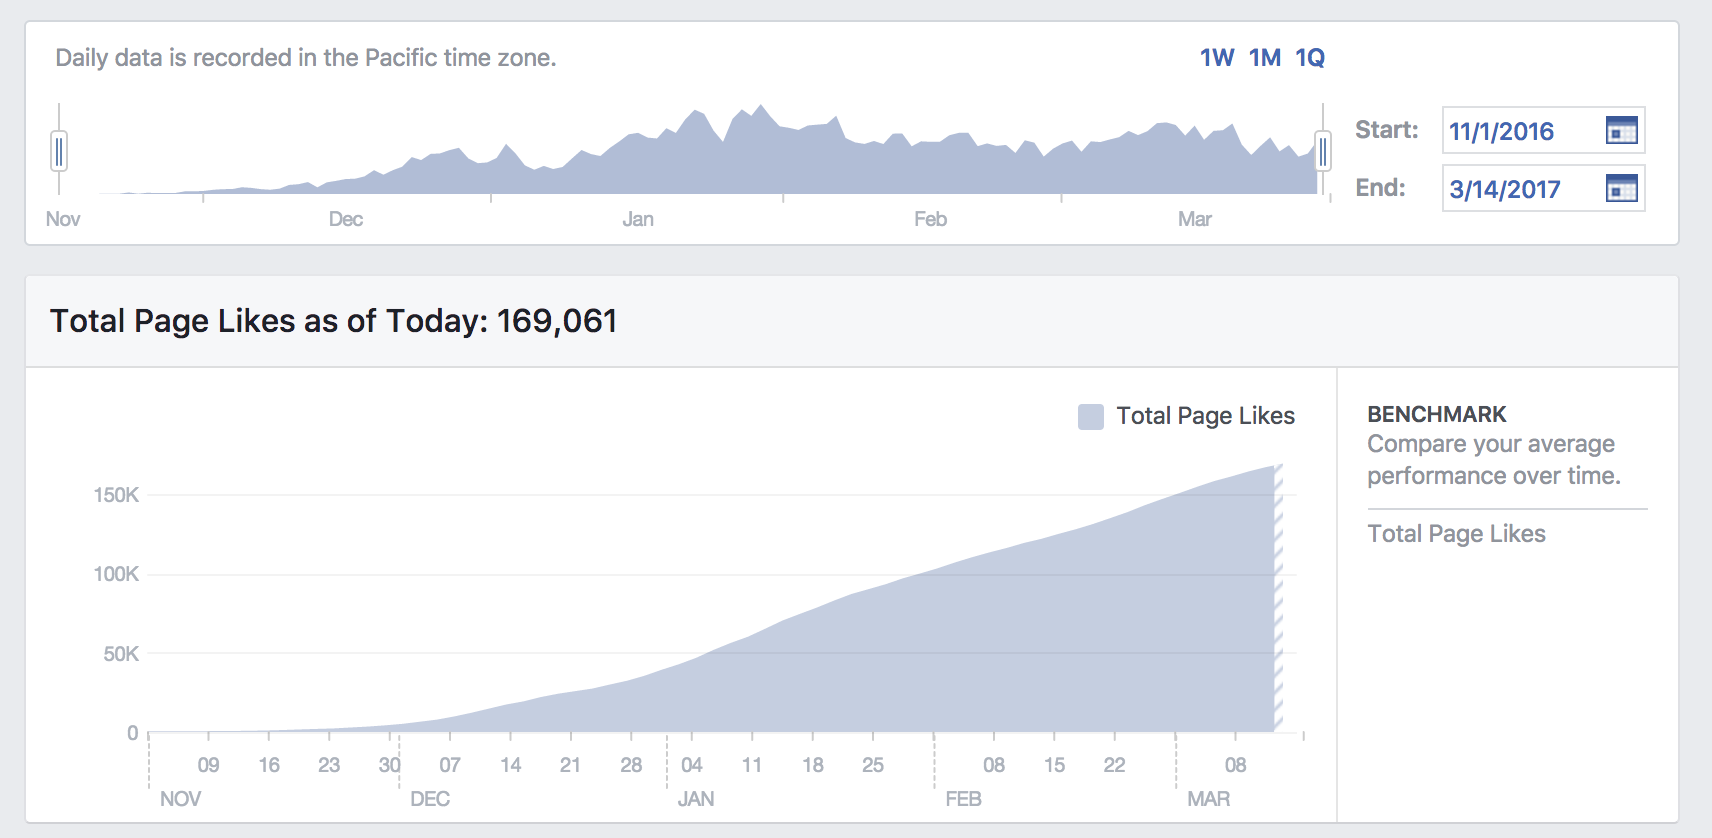 Daily data is recorded in the Pacific time zone.
1W 1M 1Q
Start: 11/1/2016
End: 3/14/2017
Nov Dec Jan Feb Mar
Total Page Likes as of Today: 169,061
Total Page Likes
150K
100K
50K
0
09 16 23 30 07 14 21 28 04 11 18 25 08 15 22 08
NOV DEC JAN FEB MAR
BENCHMARK
Compare your average
performance over time.
Total Page Likes